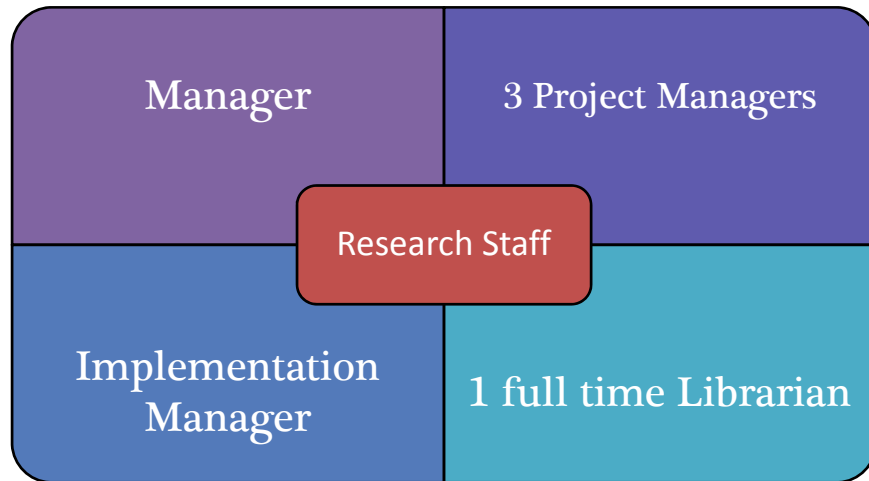 Manager
3 Project Managers
Research Staff
Implementation
Manager
1 full time Librarian